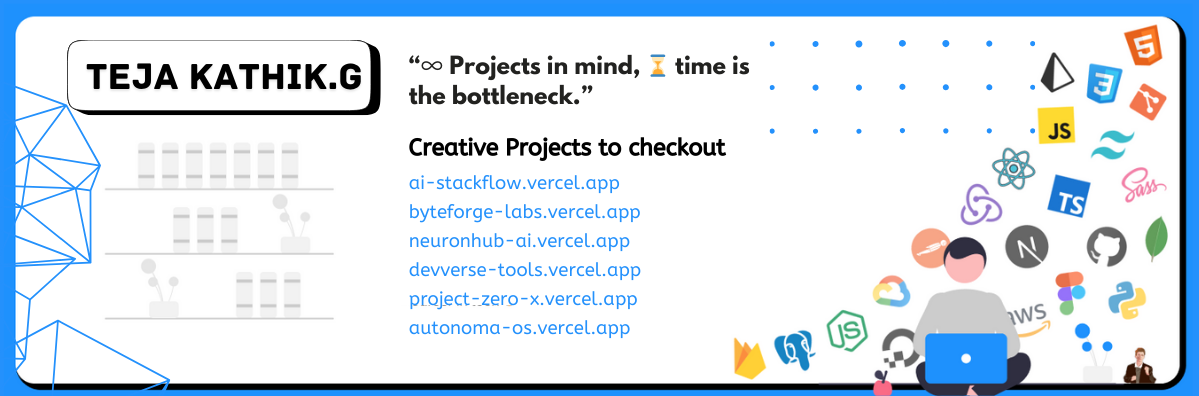 TEJA KATHIK.G
“∞ Projects in mind, ⏳ time is
the bottleneck.”
Creative Projects to checkout
ai-stackflow.vercel.app
byteforge-labs.vercel.app
neuronhub-ai.vercel.app
devverse-tools.vercel.app
project-zero-x.vercel.app
autonoma-os.vercel.app
5
3
JS
TS
Sass
N
JS
aws